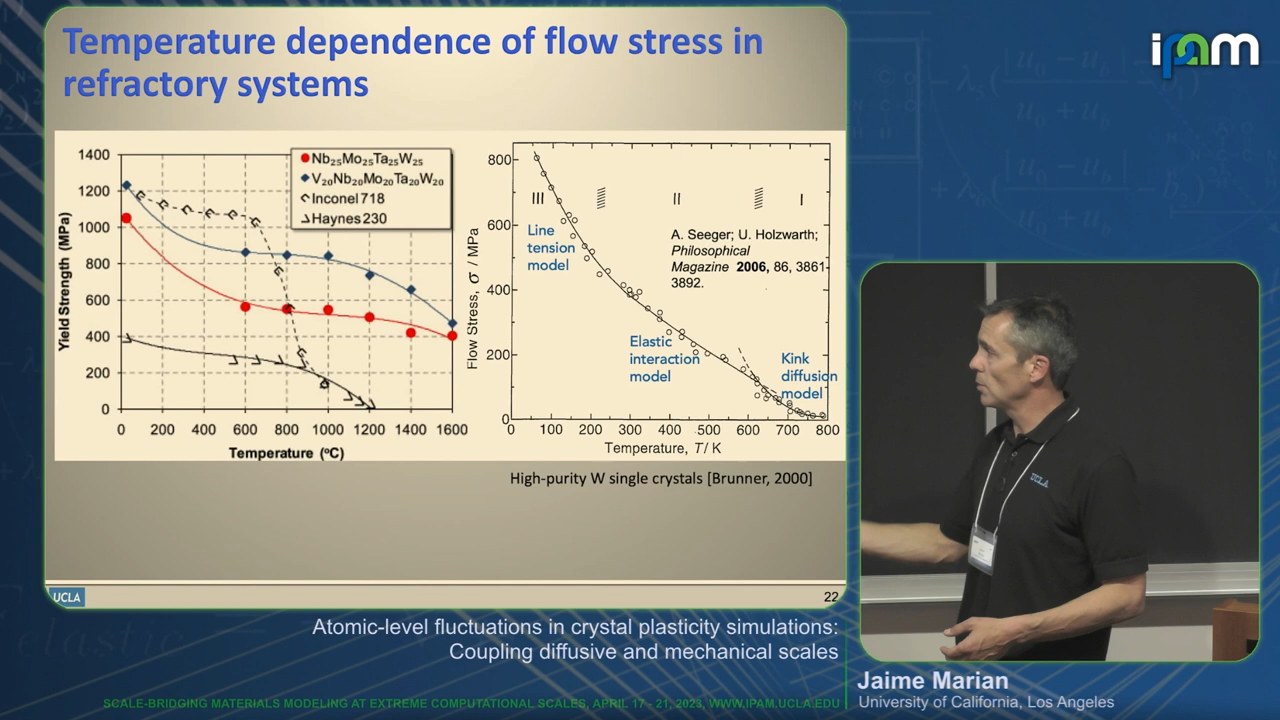 Temperature dependence of flow stress in
refractory systems
Yield Strength (MPa)
1400
1200
1000
800
600
400
200
0
Nb₂₅Mo₂₅Ta₂₅W₂₅
V₂₀Nb₂₀Mo₂₀Ta₂₀W₂₀
Inconel 718
Haynes 230
0 200 400 600 800 1000 1200 1400 1600
Temperature (ºC)
Flow Stress, σ / MPa
800
600
400
200
0
III
II
I
Line
tension
model
A. Seeger; U. Holzwarth;
Philosophical
Magazine 2006, 86, 3861-
3892.
Elastic
interaction
model
Kink
diffusion
model
0 100 200 300 400 500 600 700 800
Temperature, T/ K
High-purity W single crystals [Brunner, 2000]
UCLA
22
ipam
UCLA
Atomic-level fluctuations in crystal plasticity simulations:
Coupling diffusive and mechanical scales
Jaime Marian
University of California, Los Angeles
SCALE-BRIDGING MATERIALS MODELING AT EXTREME COMPUTATIONAL SCALES, APRIL 17 - 21, 2023, WWW.IPAM.UCLA.EDU